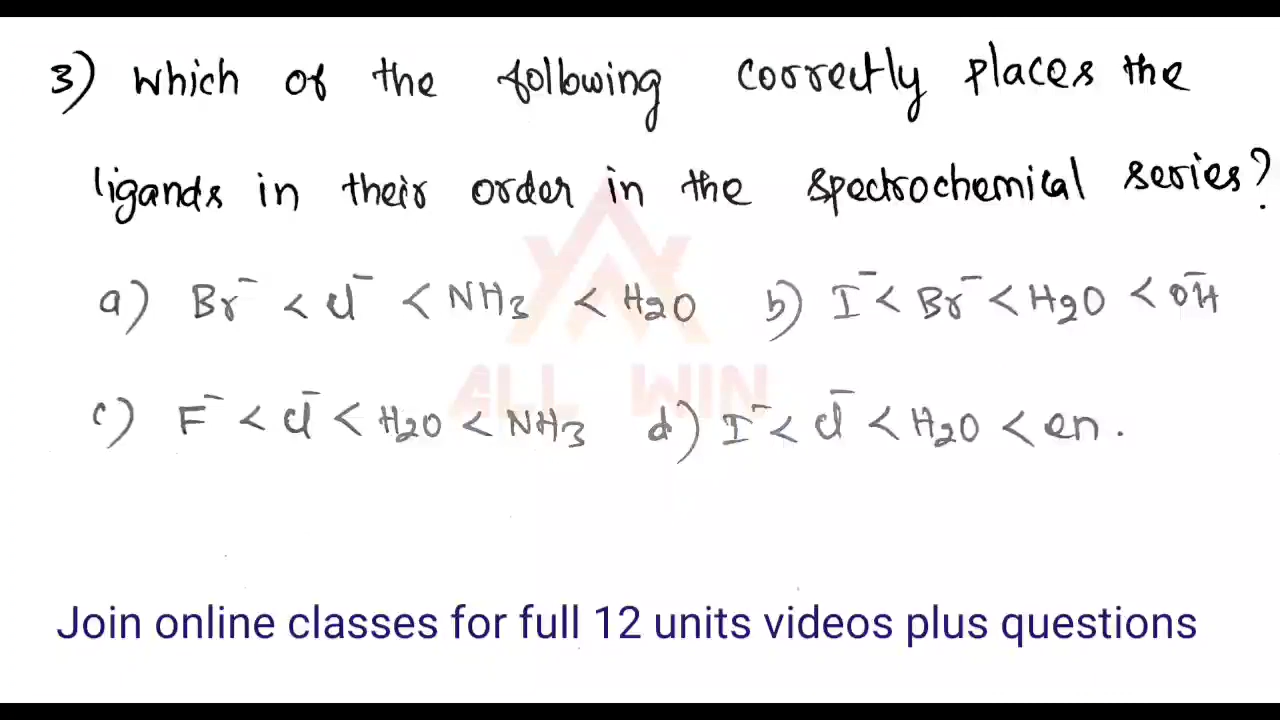 3) Which of the following correctly places the
ligands in their order in the spectrochemical series?
a) Br⁻ < Cl⁻ < NH3 < H2O b) I⁻ < Br⁻ < H2O < OH⁻
c) F⁻ < Cl⁻ < H2O < NH3 d) I⁻ < Cl⁻ < H2O < en.
ALL WIN
Join online classes for full 12 units videos plus questions